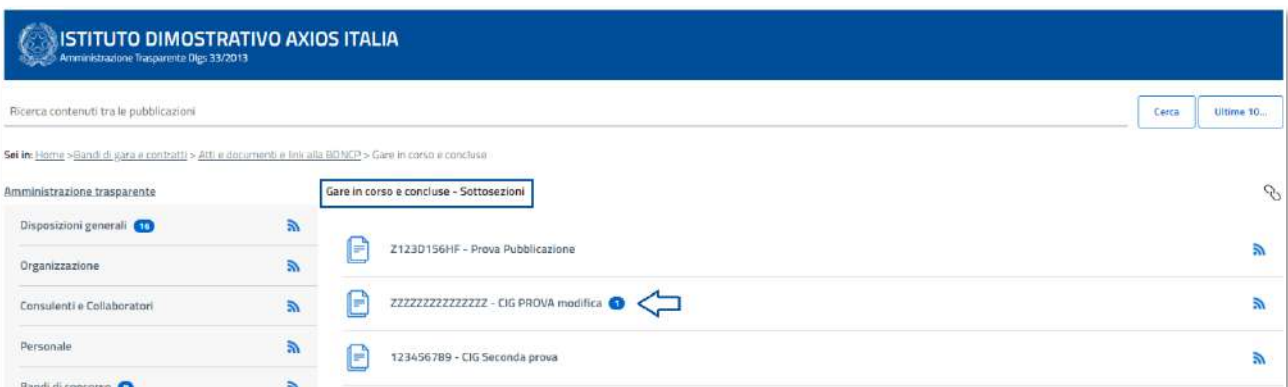 ISTITUTO DIMOSTRATIVO AXIOS ITALIA
Amministrazione Trasparente Dlgs 33/2013
Ricerca contenuti tra le pubblicazioni
Cerca
Ultime 10...
Sei in: Home >Bandi di gara e contratti > Atti e documenti e link alla BDNCP > Gare in corso e concluse
Amministrazione trasparente
Gare in corso e concluse - Sottosezioni
Disposizioni generali 16
Z123D156HF - Prova Pubblicazione
Organizzazione
Consulenti e Collaboratori
ZZZZZZZZZZZZZZZ - CIG PROVA modifica 1
Personale
123456789 - CIG Seconda prova
Bandi di concorso